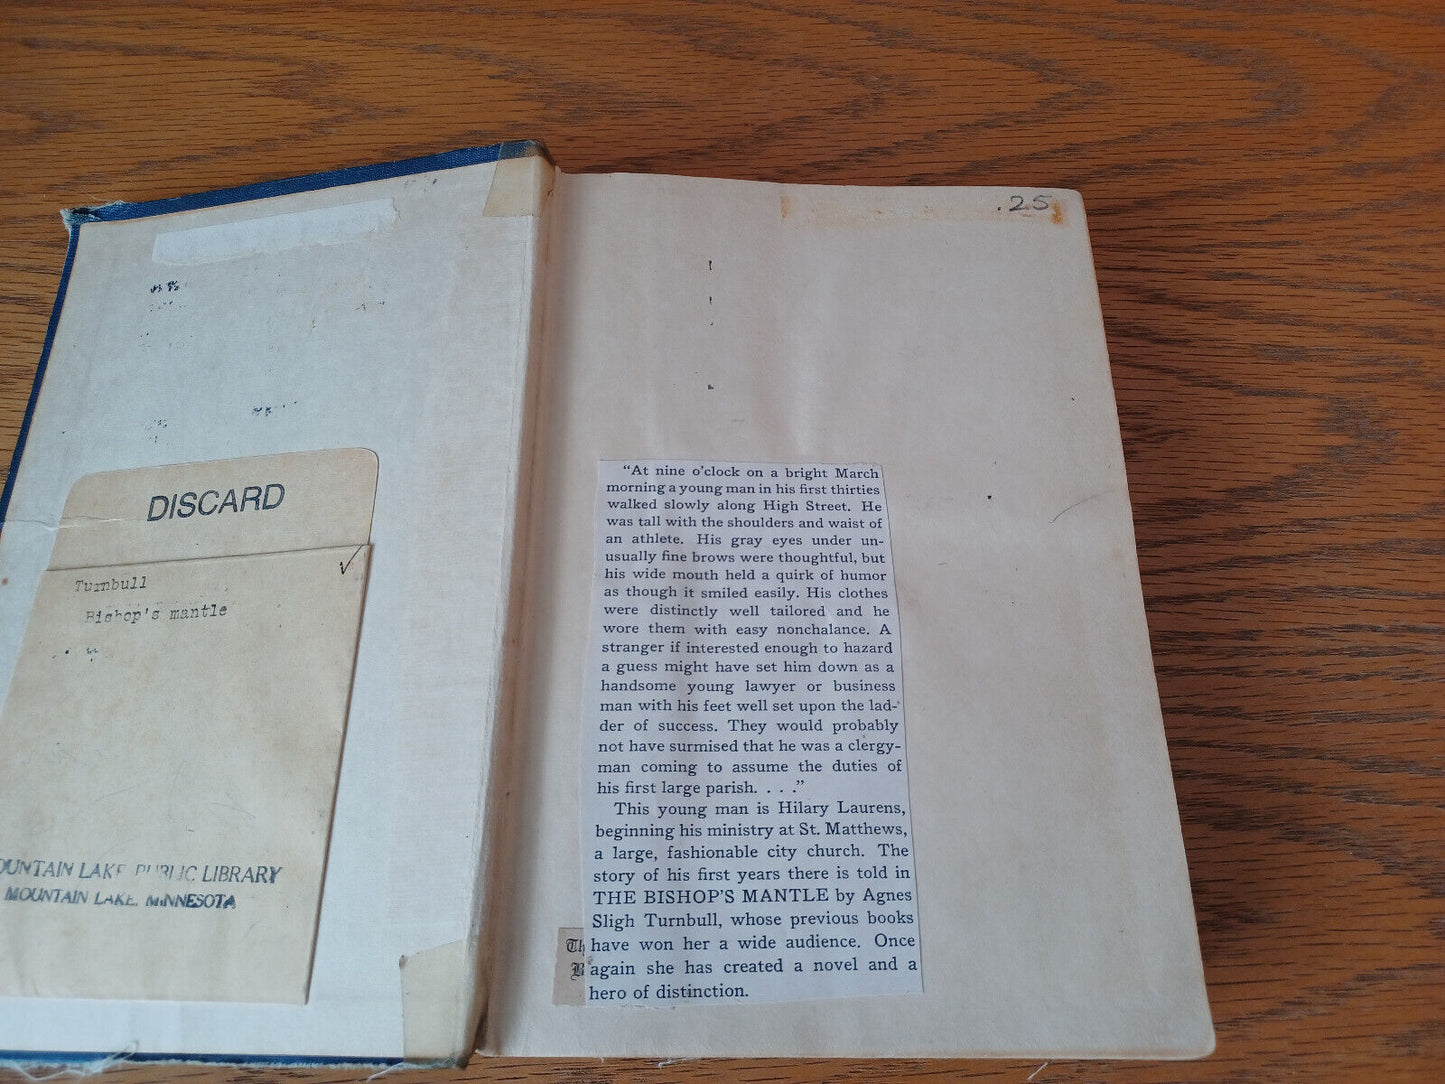 DISCARD
Turnbull
Bishop's mantle
MOUNTAIN LAKE PUBLIC LIBRARY
MOUNTAIN LAKE, MINNESOTA
.25
“At nine o'clock on a bright March
morning a young man in his first thirties
walked slowly along High Street. He
was tall with the shoulders and waist of
an athlete. His gray eyes under un-
usually fine brows were thoughtful, but
his wide mouth held a quirk of humor
as though it smiled easily. His clothes
were distinctly well tailored and he
wore them with easy nonchalance. A
stranger if interested enough to hazard
a guess might have set him down as a
handsome young lawyer or business
man with his feet well set upon the lad-
der of success. They would probably
not have surmised that he was a clergy-
man coming to assume the duties of
his first large parish. . . .”
This young man is Hilary Laurens,
beginning his ministry at St. Matthews,
a large, fashionable city church. The
story of his first years there is told in
THE BISHOP'S MANTLE by Agnes
Sligh Turnbull, whose previous books
have won her a wide audience. Once
again she has created a novel and a
hero of distinction.